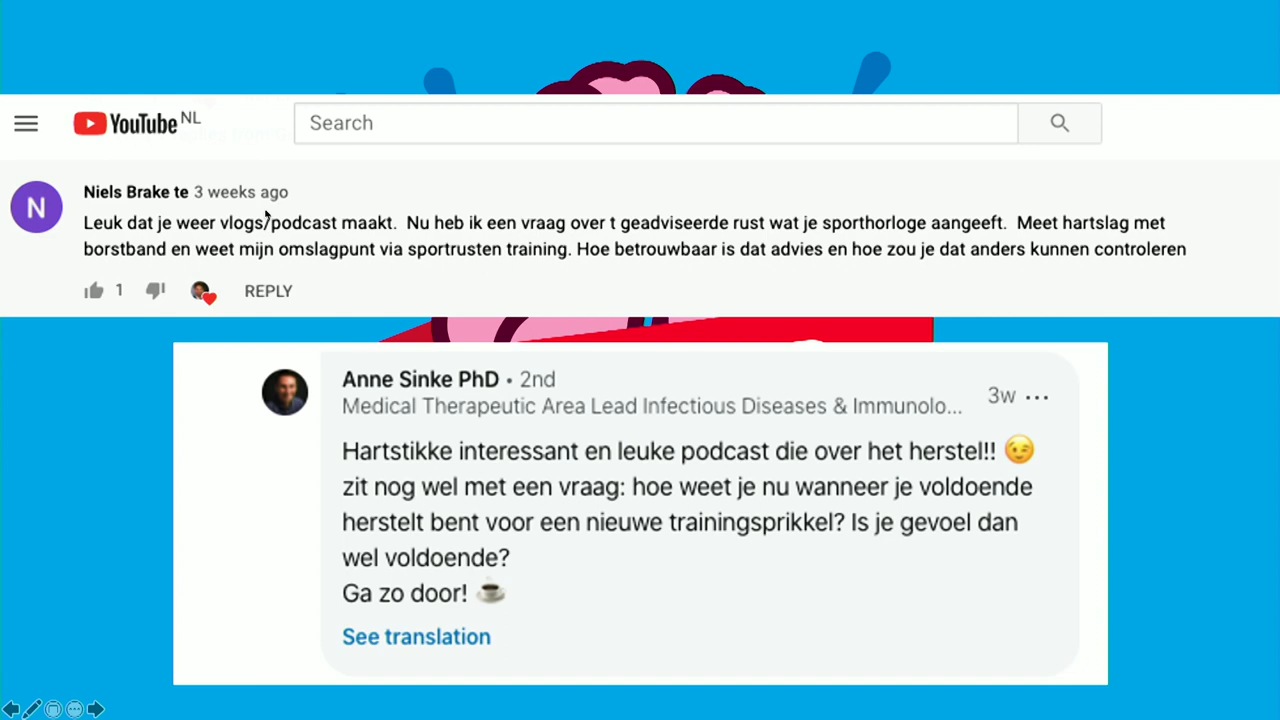 YouTube NL
Search
N
Niels Brake te 3 weeks ago
Leuk dat je weer vlogs/podcast maakt. Nu heb ik een vraag over t geadviseerde rust wat je sporthorloge aangeeft. Meet hartslag met
borstband en weet mijn omslagpunt via sportrusten training. Hoe betrouwbaar is dat advies en hoe zou je dat anders kunnen controleren
1 REPLY
Anne Sinke PhD • 2nd
3w ...
Medical Therapeutic Area Lead Infectious Diseases & Immunolo...
Hartstikke interessant en leuke podcast die over het herstel!! 😉
zit nog wel met een vraag: hoe weet je nu wanneer je voldoende
herstelt bent voor een nieuwe trainingsprikkel? Is je gevoel dan
wel voldoende?
Ga zo door! ☕
See translation